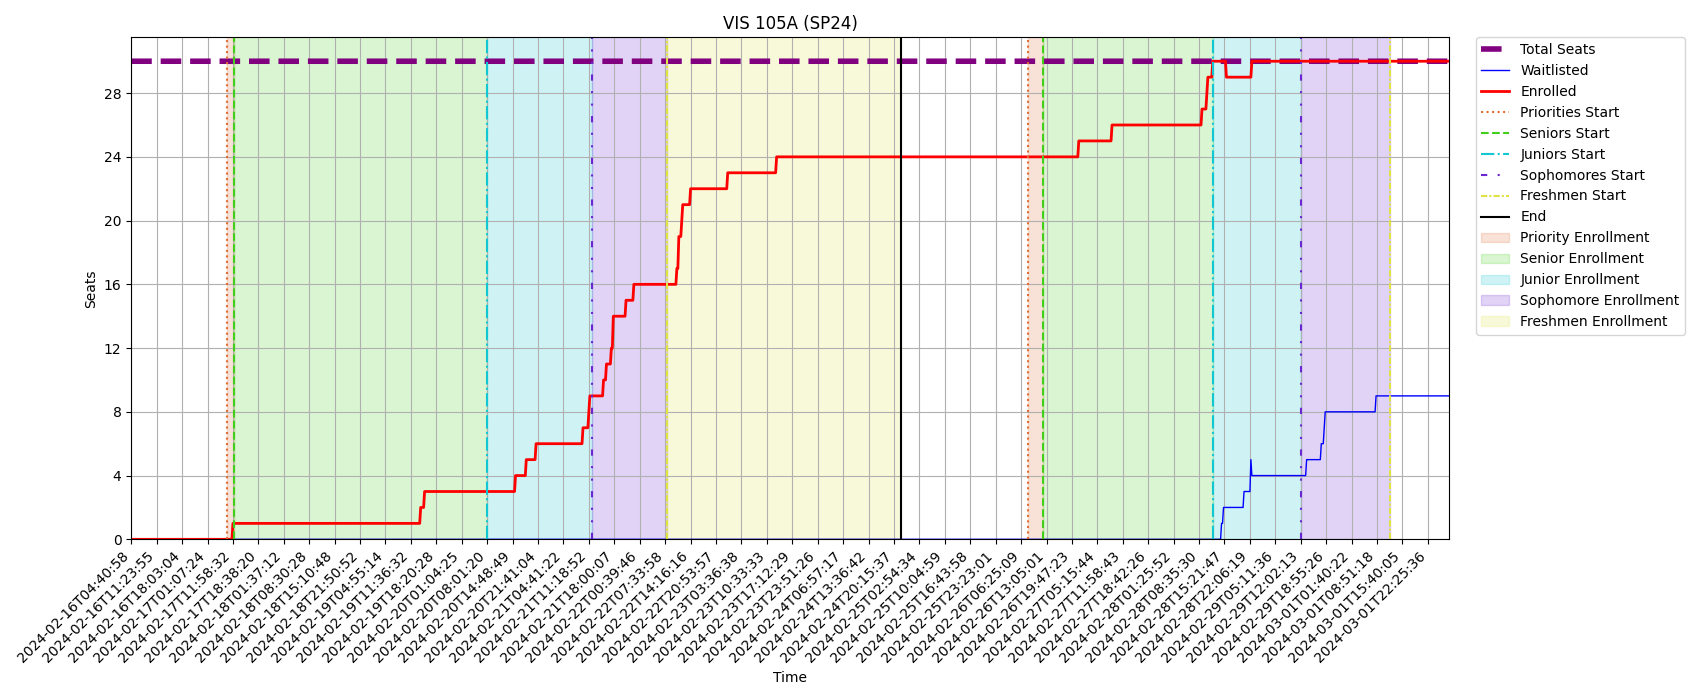 VIS 105A (SP24)
Seats
28
24
20
16
12
8
4
0
2024-02-16T04:40:58
2024-02-16T11:23:55
2024-02-16T18:03:04
2024-02-17T01:07:24
2024-02-17T11:58:32
2024-02-17T18:38:20
2024-02-18T01:37:12
2024-02-18T08:30:28
2024-02-18T15:10:48
2024-02-18T21:50:52
2024-02-19T04:55:14
2024-02-19T11:36:32
2024-02-19T18:20:28
2024-02-20T01:04:25
2024-02-20T08:01:20
2024-02-20T14:48:49
2024-02-20T21:41:04
2024-02-21T04:41:22
2024-02-21T11:18:52
2024-02-21T18:00:07
2024-02-22T00:39:46
2024-02-22T07:33:58
2024-02-22T14:16:16
2024-02-22T20:53:57
2024-02-23T03:36:38
2024-02-23T10:33:33
2024-02-23T17:12:29
2024-02-23T23:51:26
2024-02-24T06:57:17
2024-02-24T13:36:42
2024-02-24T20:15:37
2024-02-25T02:54:34
2024-02-25T10:04:59
2024-02-25T16:43:58
2024-02-25T23:23:01
2024-02-26T06:25:09
2024-02-26T13:05:01
2024-02-26T19:47:23
2024-02-27T05:15:44
2024-02-27T11:58:43
2024-02-27T18:42:26
2024-02-28T01:25:52
2024-02-28T08:35:30
2024-02-28T15:21:47
2024-02-28T22:06:19
2024-02-29T05:11:36
2024-02-29T12:02:13
2024-02-29T18:55:26
2024-03-01T01:40:22
2024-03-01T08:51:18
2024-03-01T15:40:05
2024-03-01T22:25:36
Time
Total Seats
Waitlisted
Enrolled
Priorities Start
Seniors Start
Juniors Start
Sophomores Start
Freshmen Start
End
Priority Enrollment
Senior Enrollment
Junior Enrollment
Sophomore Enrollment
Freshmen Enrollment